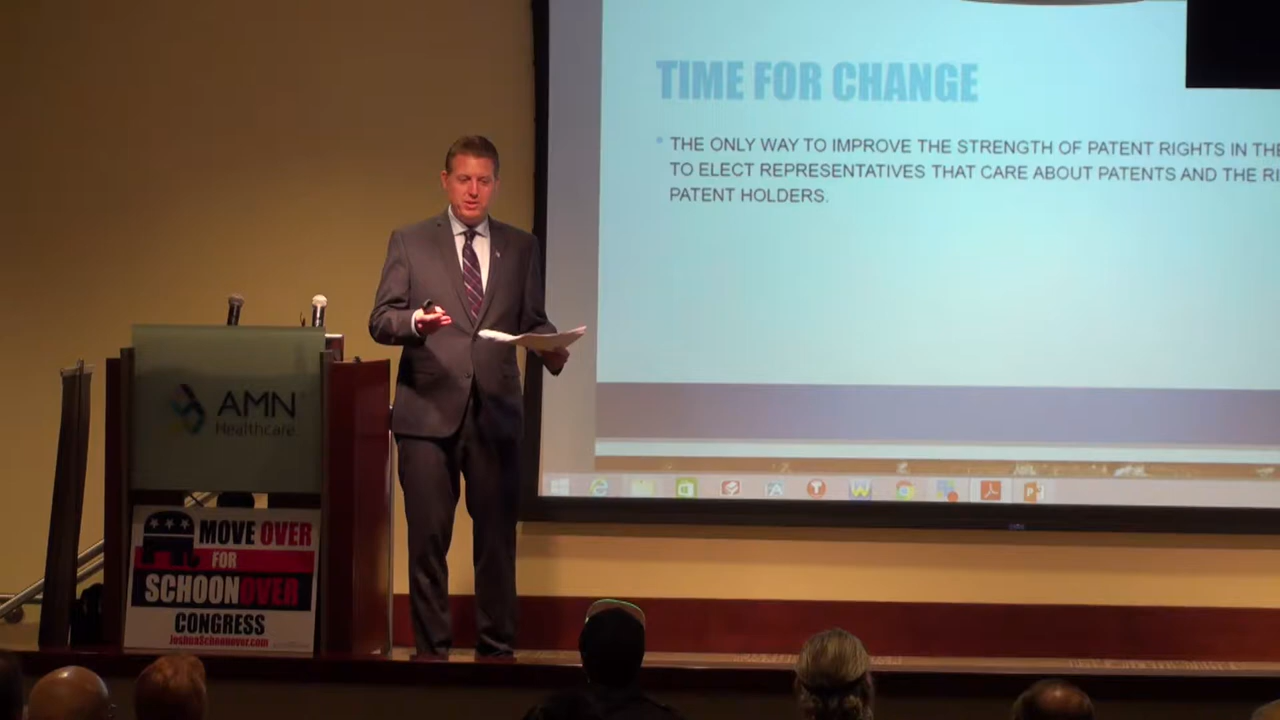 TIME FOR CHANGE
THE ONLY WAY TO IMPROVE THE STRENGTH OF PATENT RIGHTS IN THE
TO ELECT REPRESENTATIVES THAT CARE ABOUT PATENTS AND THE RI
PATENT HOLDERS.
AMN
Healthcare
MOVE OVER
FOR
SCHOONOVER
CONGRESS
JoshuaSchoonover.com